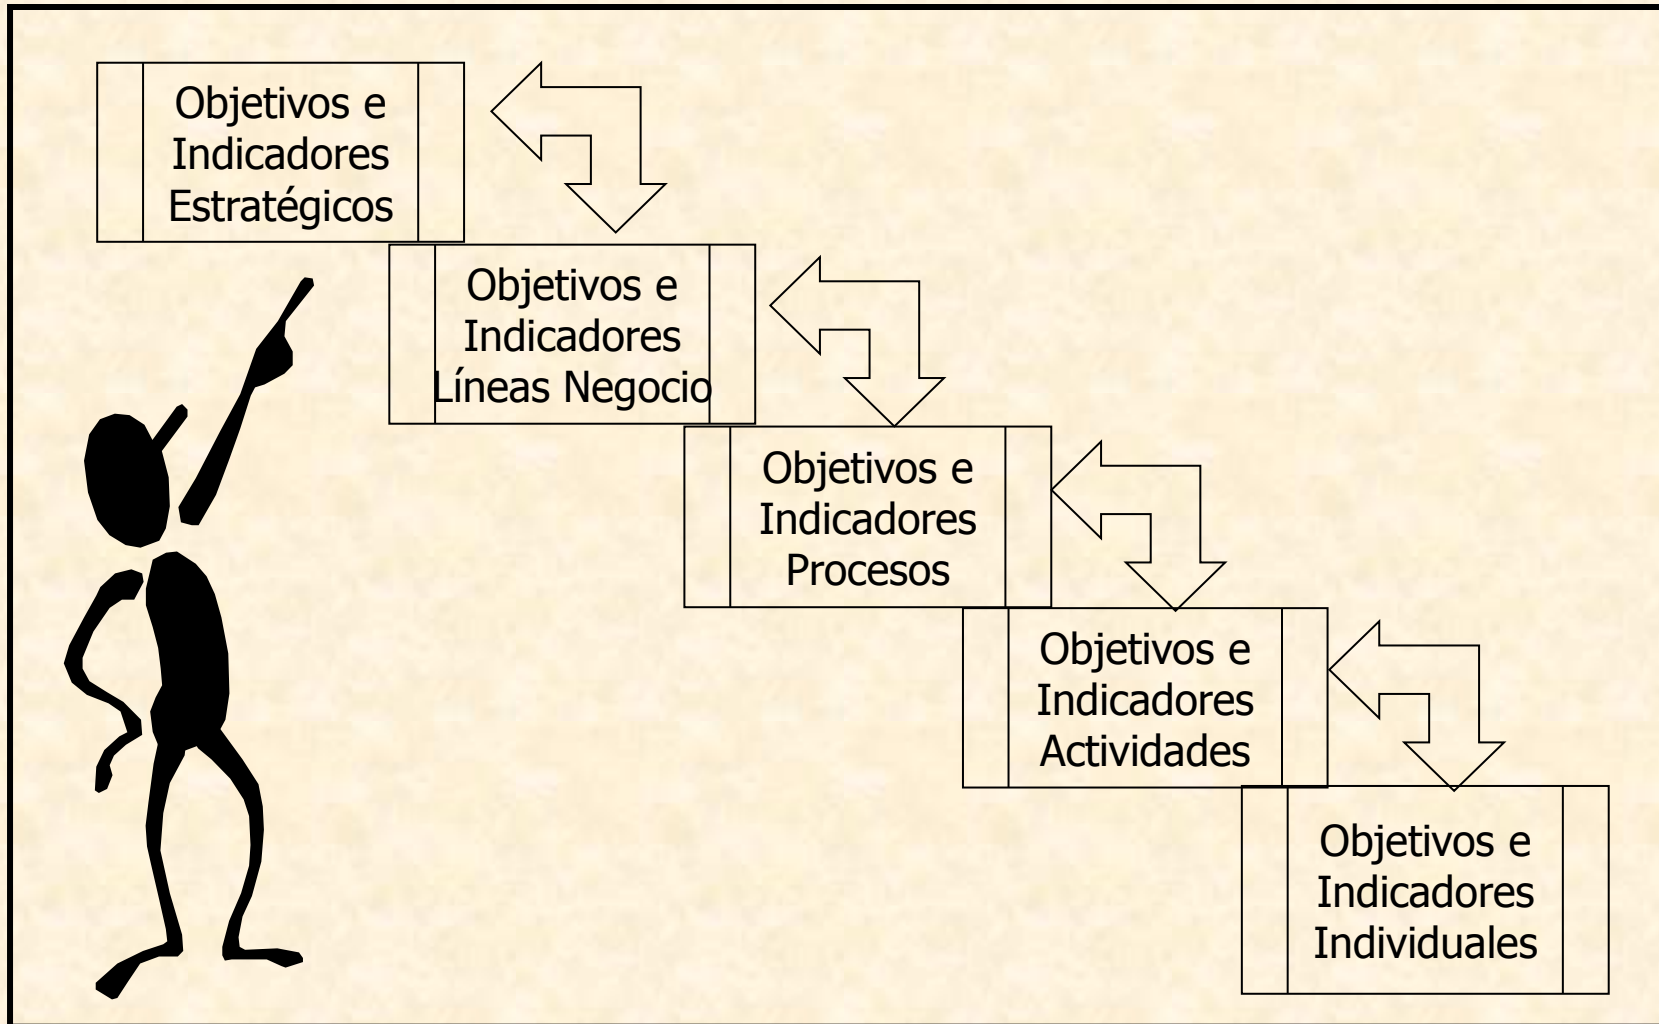 Objetivos e
Indicadores
Estratégicos
Objetivos e
Indicadores
Líneas Negocio
Objetivos e
Indicadores
Procesos
Objetivos e
Indicadores
Actividades
Objetivos e
Indicadores
Individuales